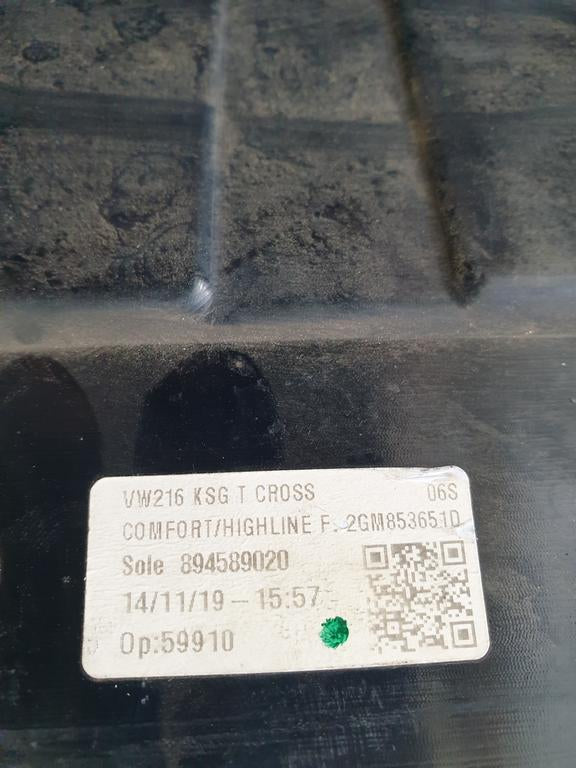 VW216 KSG T CROSS 06S
COMFORT/HIGHLINE F. 2GM853651D
Sole 894589020
14/11/19 - 15:57
Op:59910